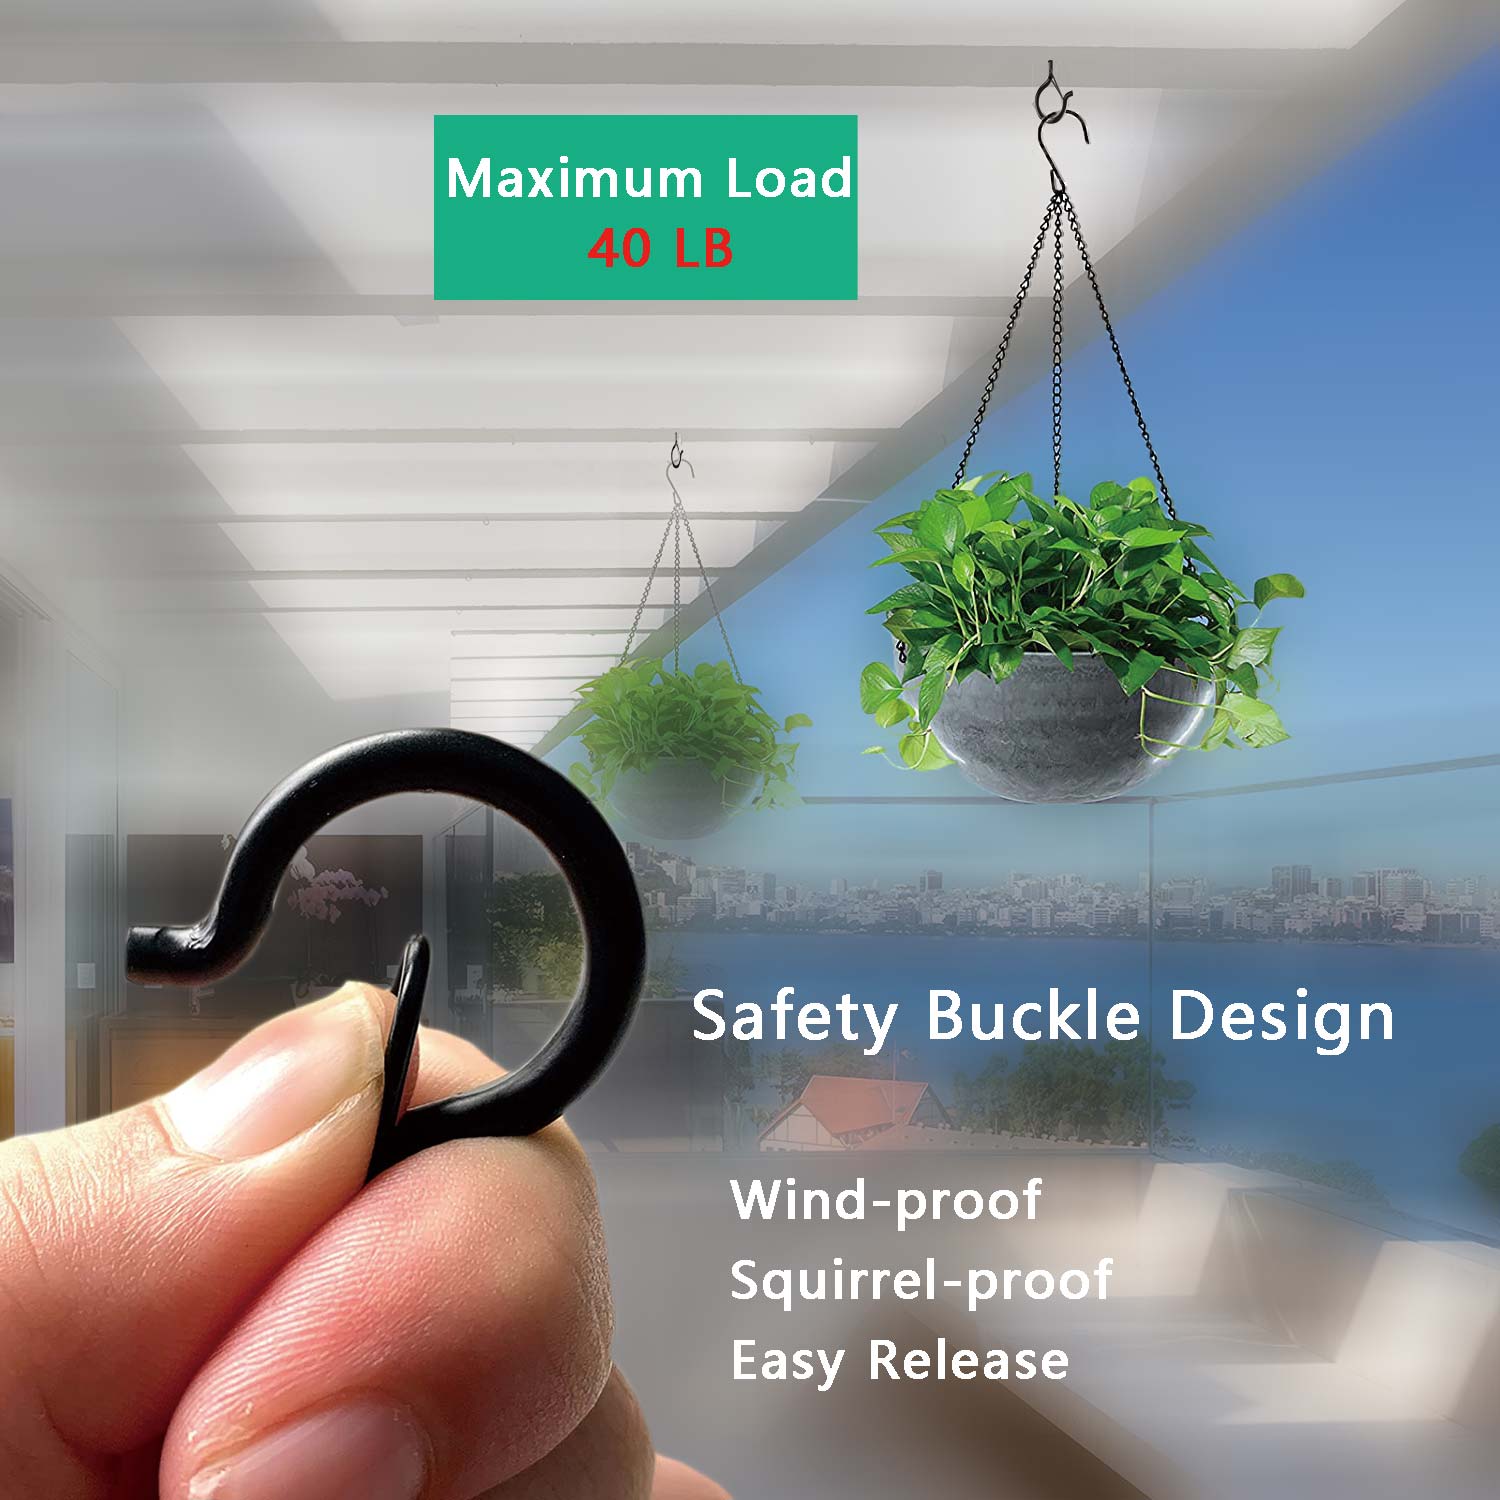 Maximum Load
40 LB
Safety Buckle Design
Wind-proof
Squirrel-proof
Easy Release